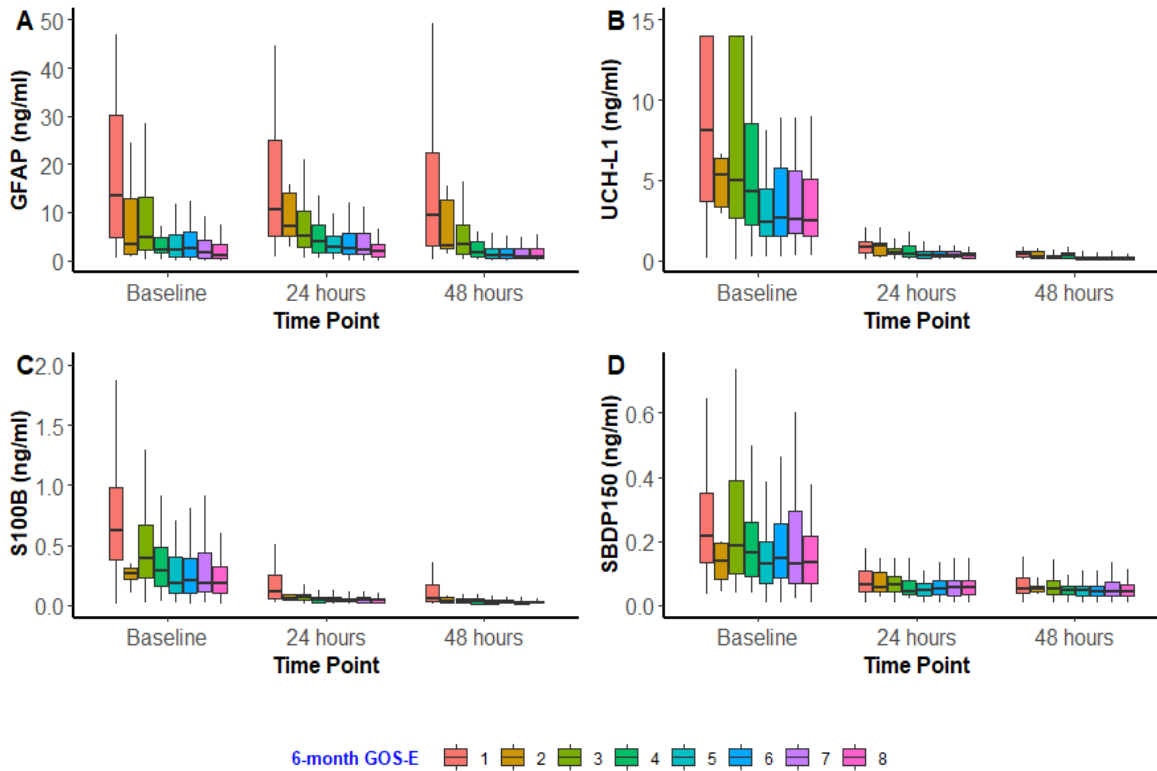 A
GFAP (ng/ml)
50
40
30
20
10
0
Baseline 24 hours 48 hours
Time Point
B
UCH-L1 (ng/ml)
15
10
5
0
Baseline 24 hours 48 hours
Time Point
C
S100B (ng/ml)
2.0
1.5
1.0
0.5
0.0
Baseline 24 hours 48 hours
Time Point
D
SBDP150 (ng/ml)
0.6
0.4
0.2
0.0
Baseline 24 hours 48 hours
Time Point
6-month GOS-E 1 2 3 4 5 6 7 8